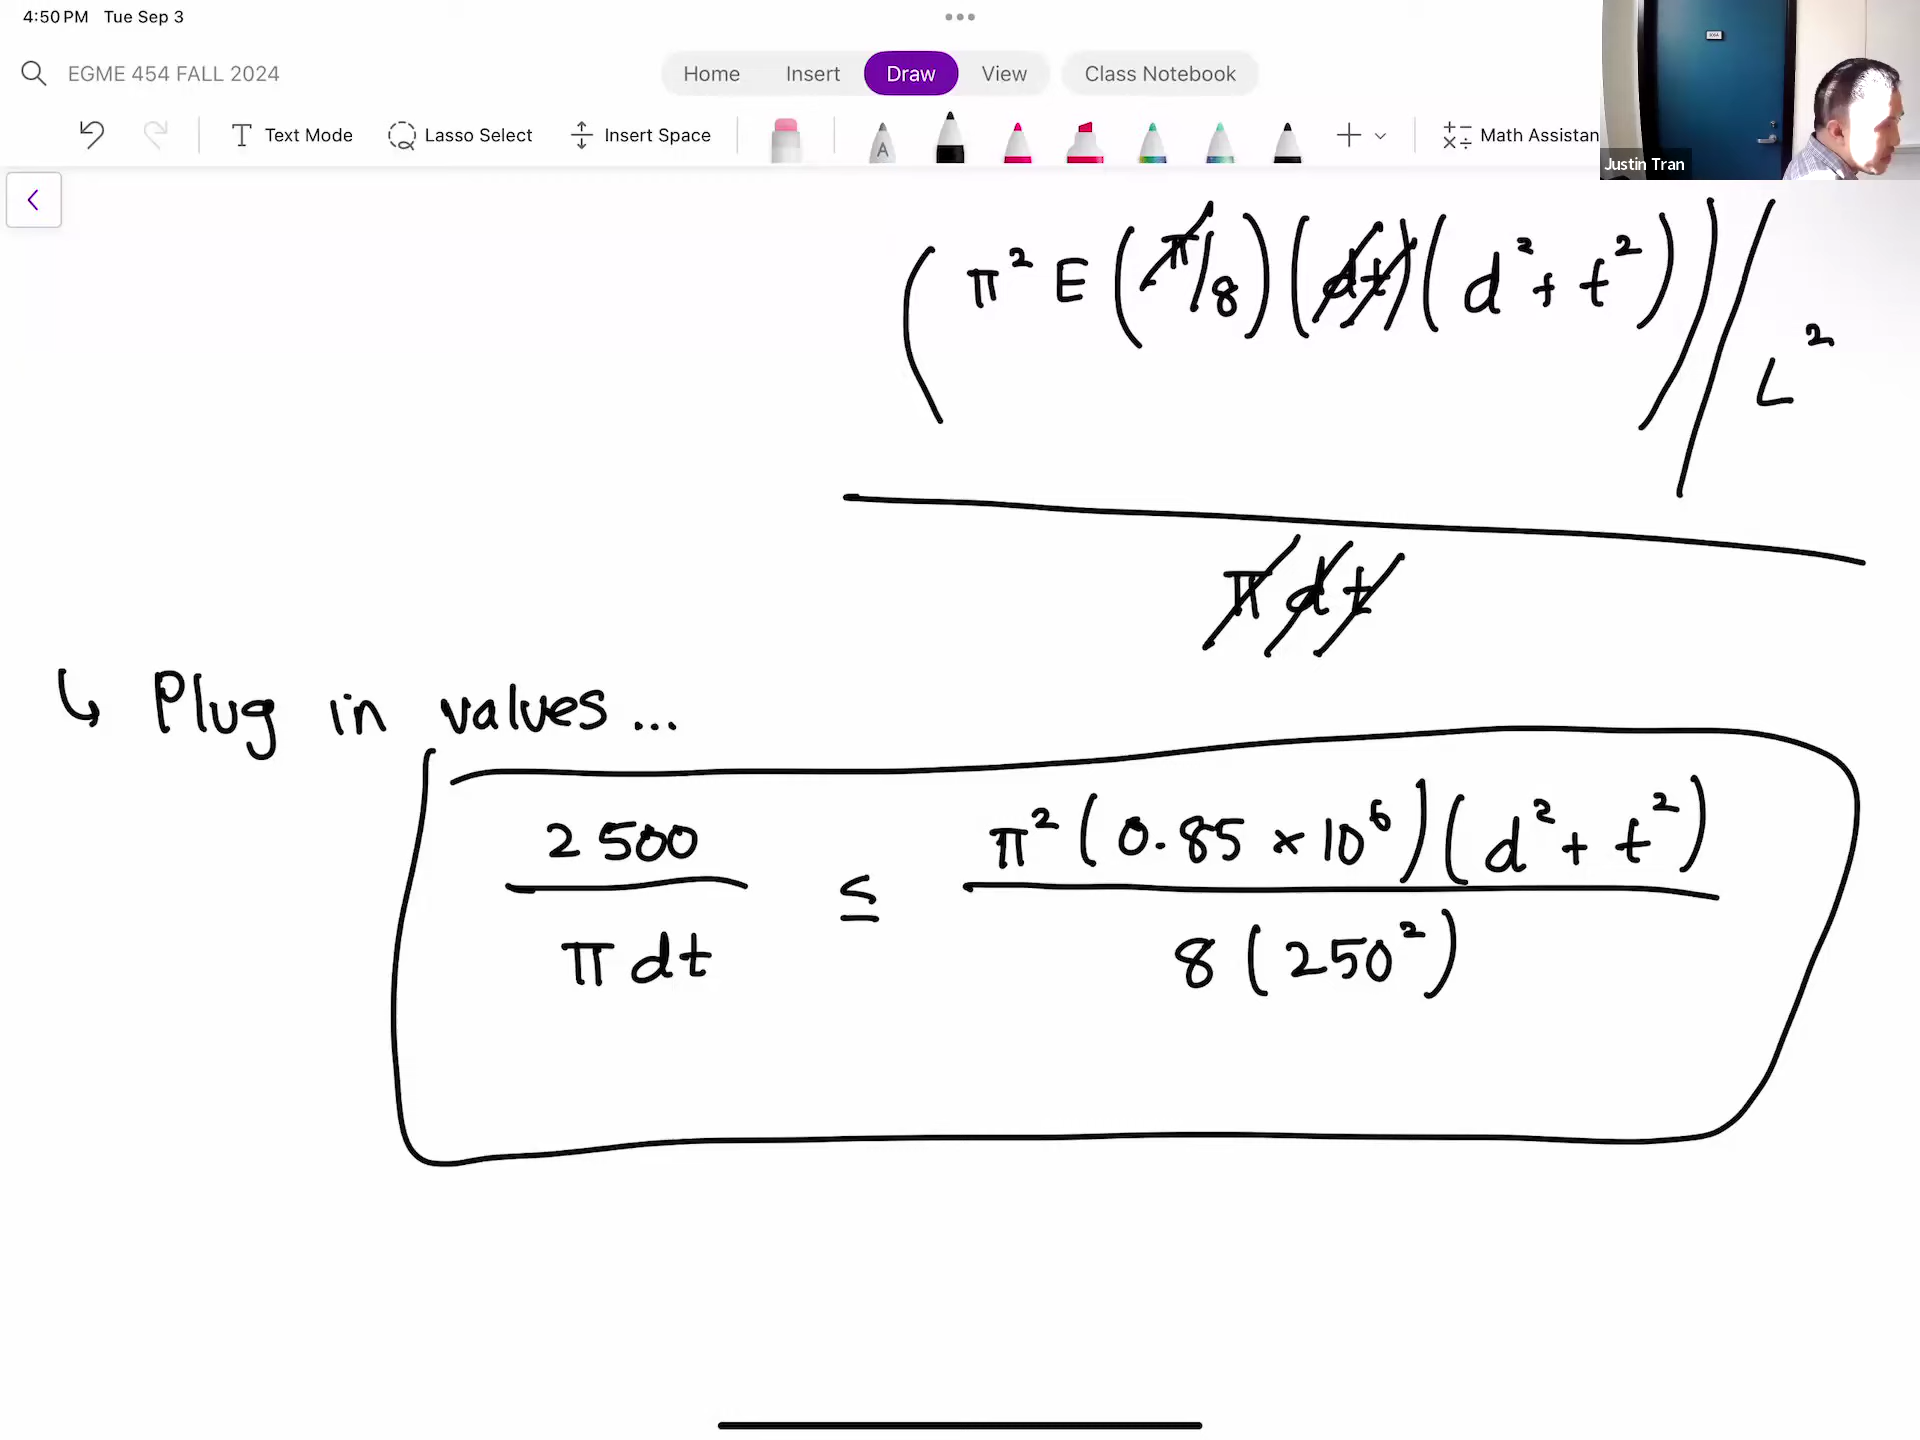 4:50 PM Tue Sep 3
EGME 454 FALL 2024
Home Insert Draw View Class Notebook
Text Mode Lasso Select Insert Space A Math Assistan
Justin Tran
(π² E (π/8) (dt) (d² + t²)) / L²
π d t
↳ Plug in values...
2500 / π dt ≤ π² (0.85 × 10⁶) (d² + t²) / 8 (250²)